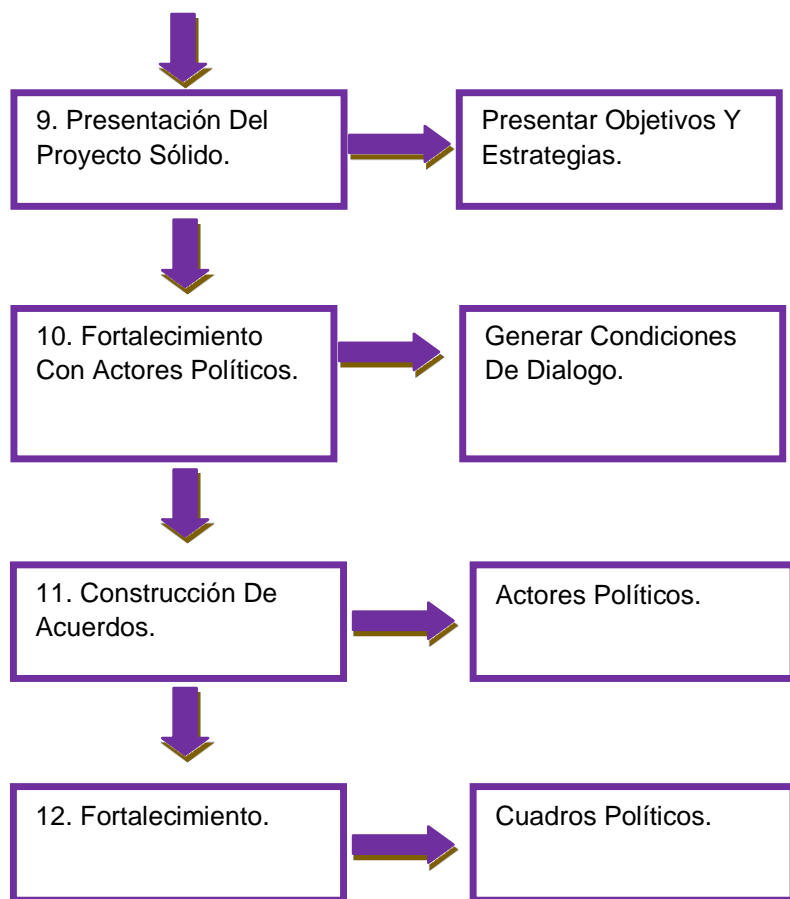 9. Presentación Del
Proyecto Sólido.
Presentar Objetivos Y
Estrategias.
10. Fortalecimiento
Con Actores Políticos.
Generar Condiciones
De Dialogo.
11. Construcción De
Acuerdos.
Actores Políticos.
12. Fortalecimiento.
Cuadros Políticos.